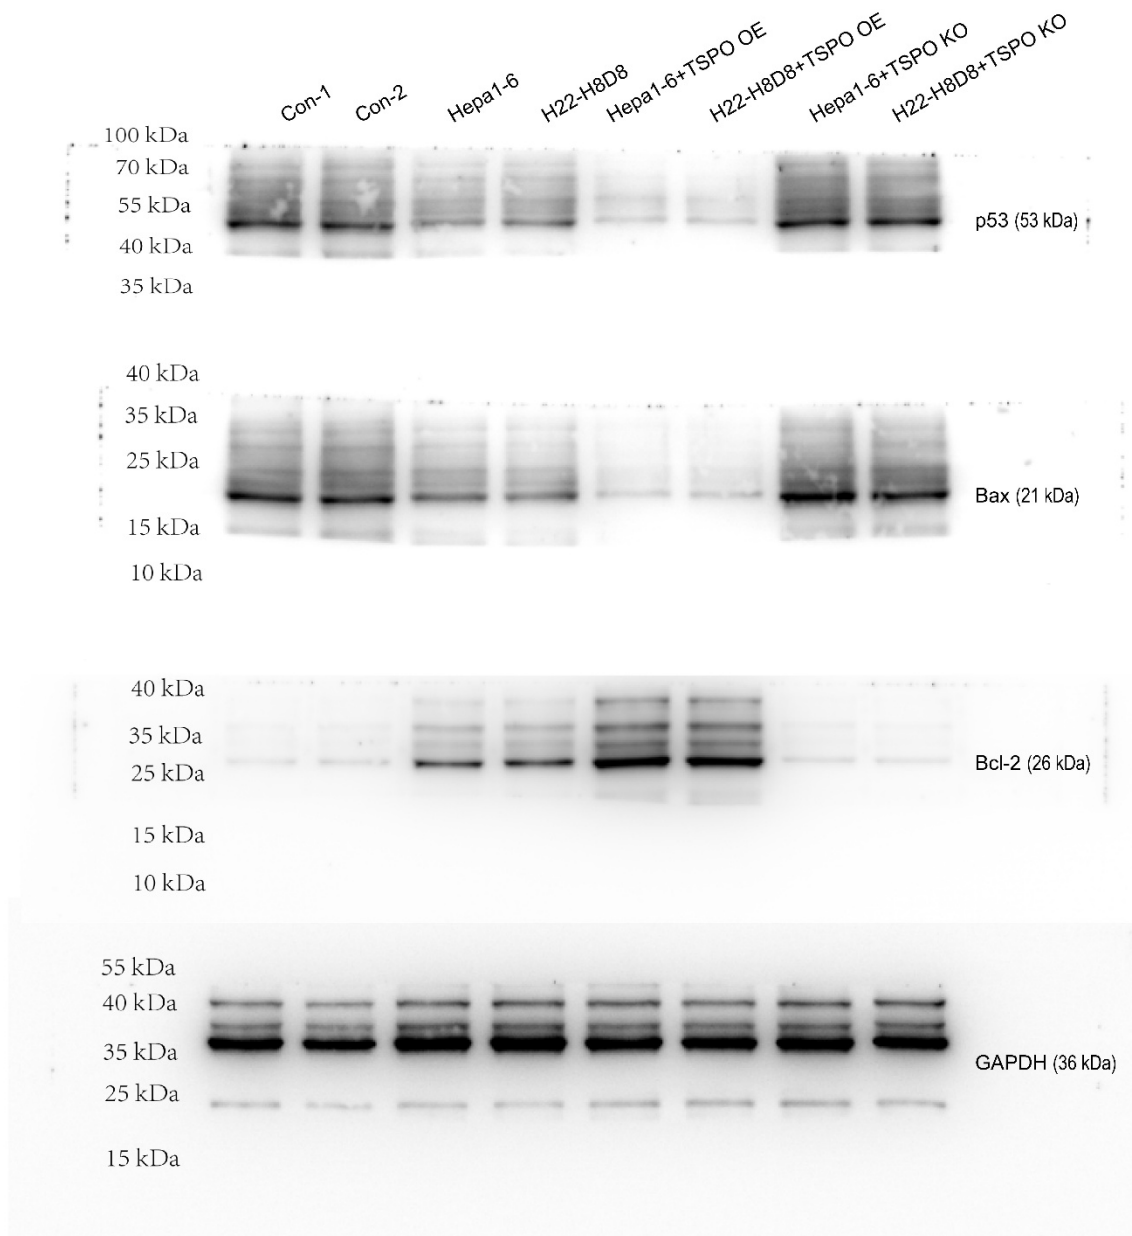 Con-1
Con-2
Hepa1-6
H22-H8D8
Hepa1-6+TSPO OE
H22-H8D8+TSPO OE
Hepa1-6+TSPO KO
H22-H8D8+TSPO KO
100 kDa
70 kDa
55 kDa
40 kDa
35 kDa
p53 (53 kDa)
40 kDa
35 kDa
25 kDa
15 kDa
10 kDa
Bax (21 kDa)
40 kDa
35 kDa
25 kDa
15 kDa
10 kDa
Bcl-2 (26 kDa)
55 kDa
40 kDa
35 kDa
25 kDa
15 kDa
GAPDH (36 kDa)